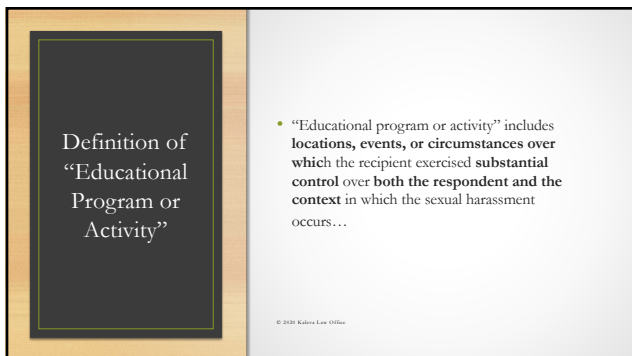 Definition of
“Educational
Program or
Activity”
• “Educational program or activity” includes
locations, events, or circumstances over
which the recipient exercised substantial
control over both the respondent and the
context in which the sexual harassment
occurs…
© 2020 Kaleva Law Office